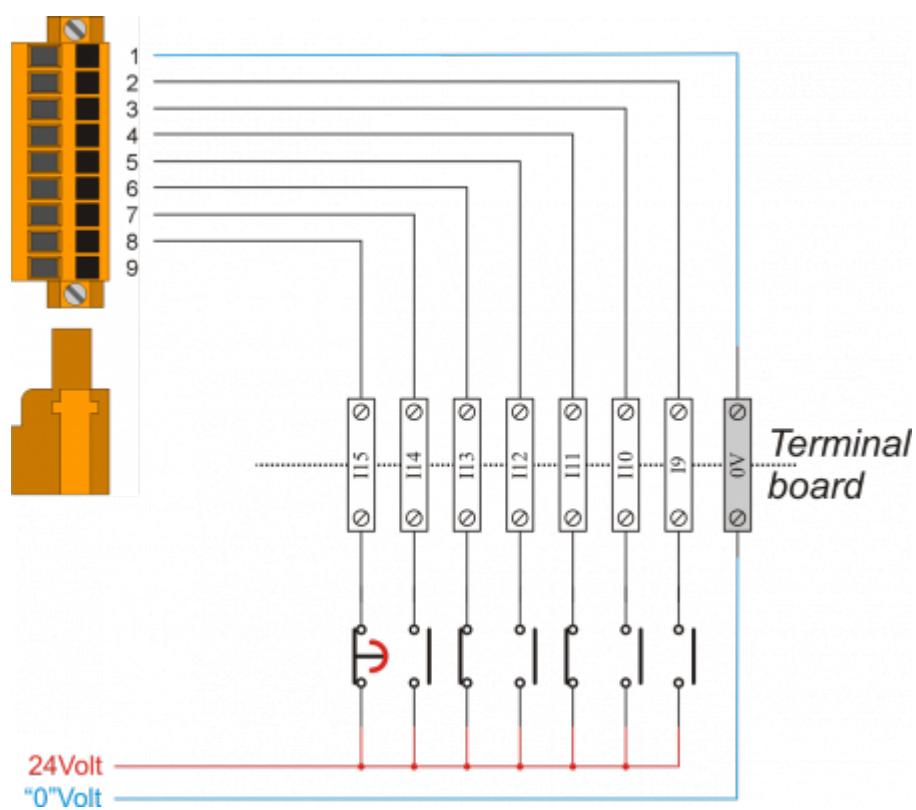 1
2
3
4
5
6
7
8
9
I15
I14
I13
I12
I11
I10
I9
0V
Terminal
board
24Volt
“0”Volt